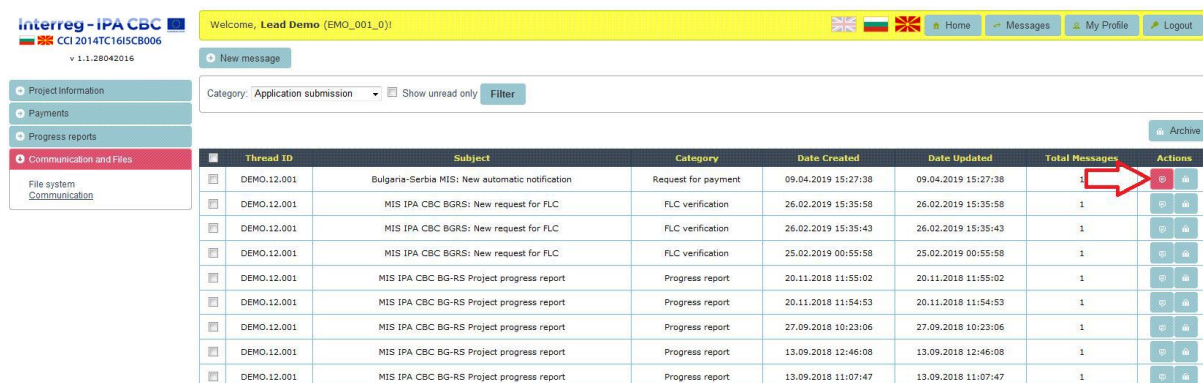 Interreg - IPA CBC
CCI 2014TC16I5CB006
v 1.1.28042016
Welcome, Lead Demo (EMO_001_0)!
Home
Messages
My Profile
Logout
New message
Project Information
Payments
Progress reports
Communication and Files
File system
Communication
Category: Application submission Show unread only Filter
Archive
Thread ID Subject Category Date Created Date Updated Total Messages Actions
DEMO.12.001 Bulgaria-Serbia MIS: New automatic notification Request for payment 09.04.2019 15:27:38 09.04.2019 15:27:38 1
DEMO.12.001 MIS IPA CBC BGRS: New request for FLC FLC verification 26.02.2019 15:35:58 26.02.2019 15:35:58 1
DEMO.12.001 MIS IPA CBC BGRS: New request for FLC FLC verification 26.02.2019 15:35:43 26.02.2019 15:35:43 1
DEMO.12.001 MIS IPA CBC BGRS: New request for FLC FLC verification 25.02.2019 00:55:58 25.02.2019 00:55:58 1
DEMO.12.001 MIS IPA CBC BG-RS Project progress report Progress report 20.11.2018 11:55:02 20.11.2018 11:55:02 1
DEMO.12.001 MIS IPA CBC BG-RS Project progress report Progress report 20.11.2018 11:54:53 20.11.2018 11:54:53 1
DEMO.12.001 MIS IPA CBC BG-RS Project progress report Progress report 27.09.2018 10:23:06 27.09.2018 10:23:06 1
DEMO.12.001 MIS IPA CBC BG-RS Project progress report Progress report 13.09.2018 12:46:08 13.09.2018 12:46:08 1
DEMO.12.001 MIS IPA CBC BG-RS Project progress report Progress report 13.09.2018 11:07:47 13.09.2018 11:07:47 1